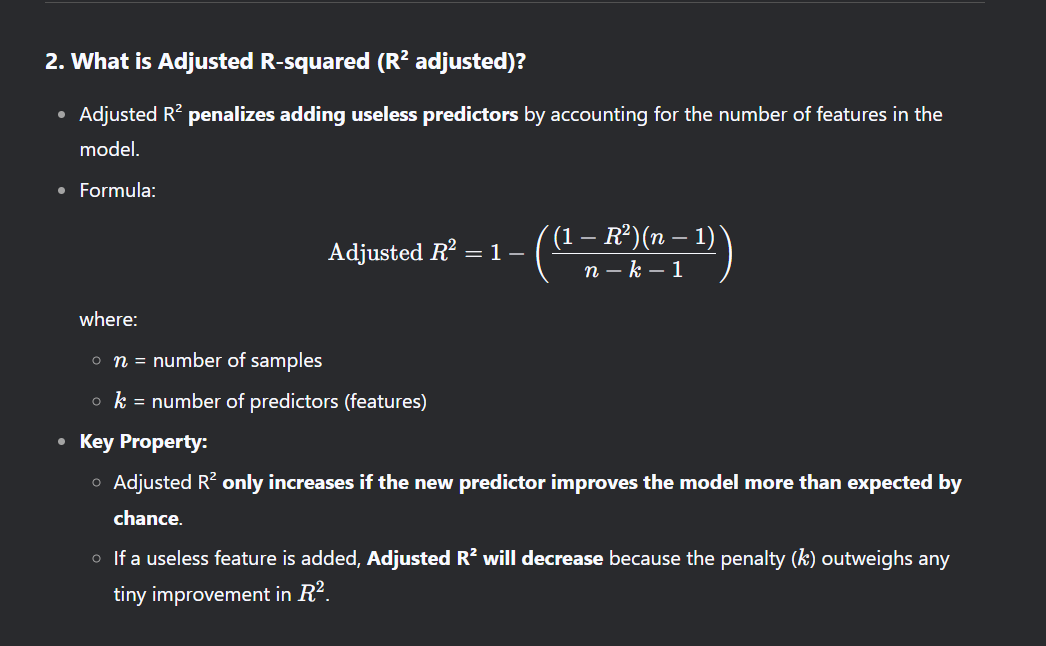 2. What is Adjusted R-squared (R² adjusted)?
• Adjusted R² penalizes adding useless predictors by accounting for the number of features in the
model.
• Formula:
Adjusted R² = 1 − ( (1 − R²)(n − 1) / n − k − 1 )
where:
◦ n = number of samples
◦ k = number of predictors (features)
• Key Property:
◦ Adjusted R² only increases if the new predictor improves the model more than expected by
chance.
◦ If a useless feature is added, Adjusted R² will decrease because the penalty (k) outweighs any
tiny improvement in R².